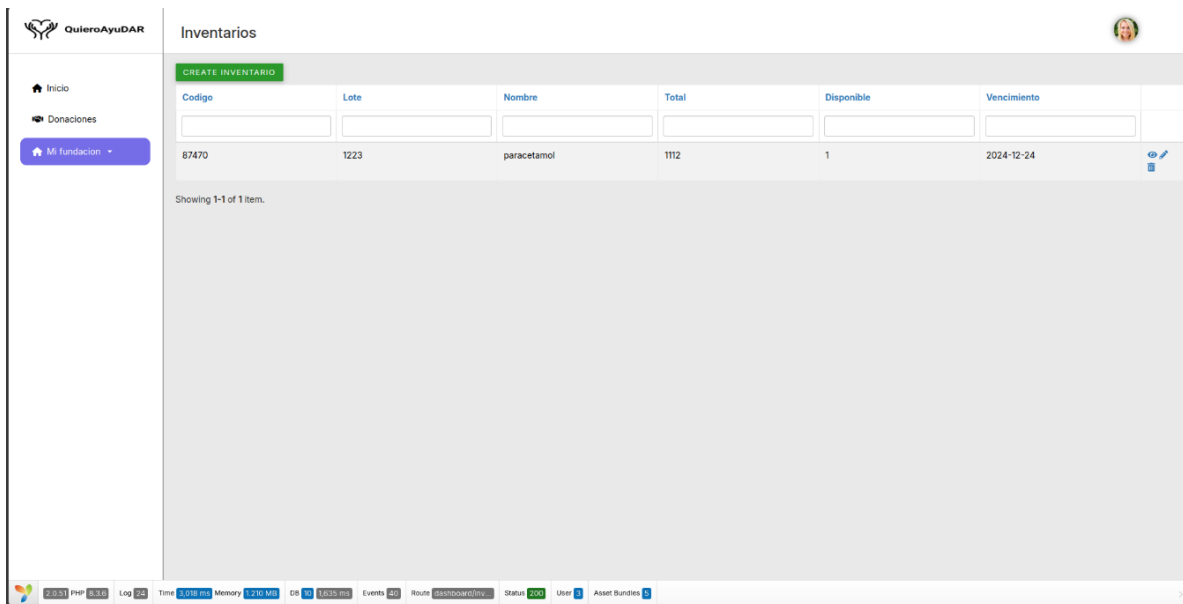 QuieroAyuDAR
Inventarios
Inicio
Donaciones
Mi fundacion
CREATE INVENTARIO
Codigo Lote Nombre Total Disponible Vencimiento
87470 1223 paracetamol 1112 1 2024-12-24
Showing 1-1 of 1 item.
2.0.51 PHP 8.3.6 Log 24 Time 3,018 ms Memory 1.210 MB DB 10 1,635 ms Events 40 Route dashboard/inv... Status 200 User 3 Asset Bundles 5